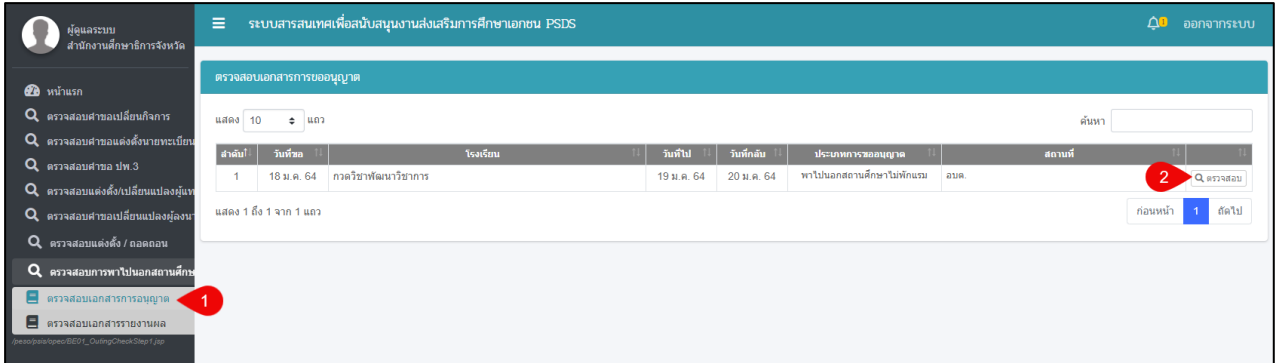 ผู้ดูแลระบบ
สำนักงานศึกษาธิการจังหวัด
ระบบสารสนเทศเพื่อสนับสนุนงานส่งเสริมการศึกษาเอกชน PSDS
ออกจากระบบ
หน้าแรก
ตรวจสอบคำขอเปลี่ยนกิจการ
ตรวจสอบคำขอแต่งตั้งนายทะเบียน
ตรวจสอบคำขอ ปพ.3
ตรวจสอบแต่งตั้ง/เปลี่ยนแปลงผู้แท
ตรวจสอบคำขอเปลี่ยนแปลงผู้ลงนา
ตรวจสอบแต่งตั้ง / ถอดถอน
ตรวจสอบการพาไปนอกสถานศึกษ
ตรวจสอบเอกสารการอนุญาต
1
ตรวจสอบเอกสารรายงานผล
/peso/psis/opec/BE01_OutingCheckStep1.jsp
ตรวจสอบเอกสารการขออนุญาต
แสดง 10 แถว
ค้นหา
ลำดับ วันที่ขอ โรงเรียน วันที่ไป วันที่กลับ ประเภทการขออนุญาต สถานที่
1 18 ม.ค. 64 กวดวิชาพัฒนาวิชาการ 19 ม.ค. 64 20 ม.ค. 64 พาไปนอกสถานศึกษาไม่พักแรม อบต. 2 ตรวจสอบ
แสดง 1 ถึง 1 จาก 1 แถว
ก่อนหน้า 1 ถัดไป